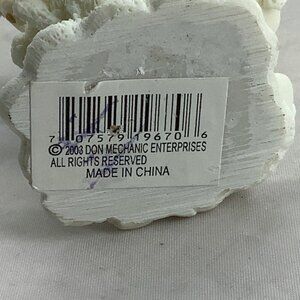 7 07579 19670 6
© 2003 DON MECHANIC ENTERPRISES
ALL RIGHTS RESERVED
MADE IN CHINA